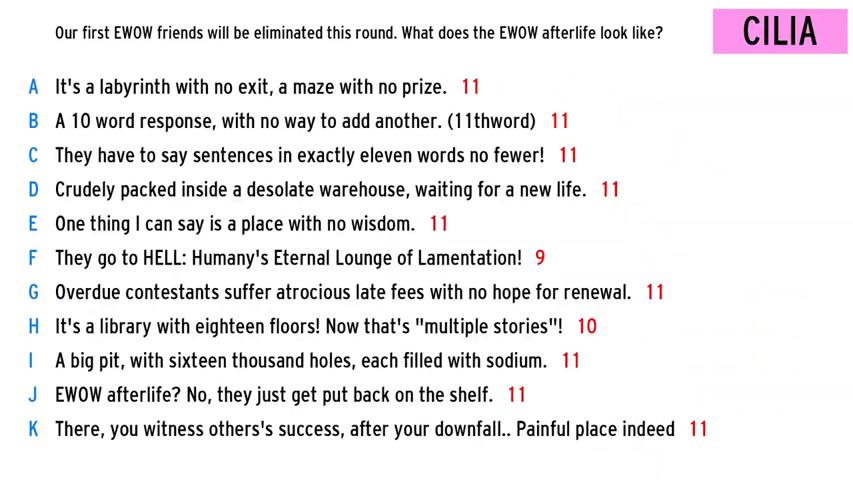 Our first EWOW friends will be eliminated this round. What does the EWOW afterlife look like?
CILIA
A It's a labyrinth with no exit, a maze with no prize. 11
B A 10 word response, with no way to add another. (11thword) 11
C They have to say sentences in exactly eleven words no fewer! 11
D Crudely packed inside a desolate warehouse, waiting for a new life. 11
E One thing I can say is a place with no wisdom. 11
F They go to HELL: Humany's Eternal Lounge of Lamentation! 9
G Overdue contestants suffer atrocious late fees with no hope for renewal. 11
H It's a library with eighteen floors! Now that's "multiple stories"! 10
I A big pit, with sixteen thousand holes, each filled with sodium. 11
J EWOW afterlife? No, they just get put back on the shelf. 11
K There, you witness others's success, after your downfall.. Painful place indeed 11